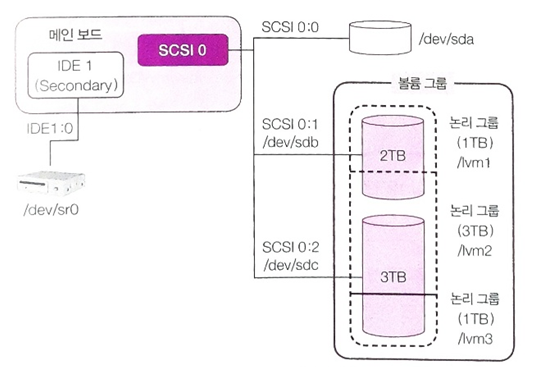 메인 보드
SCSI 0
IDE 1
(Secondary)
IDE1:0
/dev/sr0
SCSI 0:0
/dev/sda
SCSI 0:1
/dev/sdb
SCSI 0:2
/dev/sdc
볼륨 그룹
2TB
3TB
논리 그룹
(1TB)
/lvm1
논리 그룹
(3TB)
/lvm2
논리 그룹
(1TB)
/lvm3